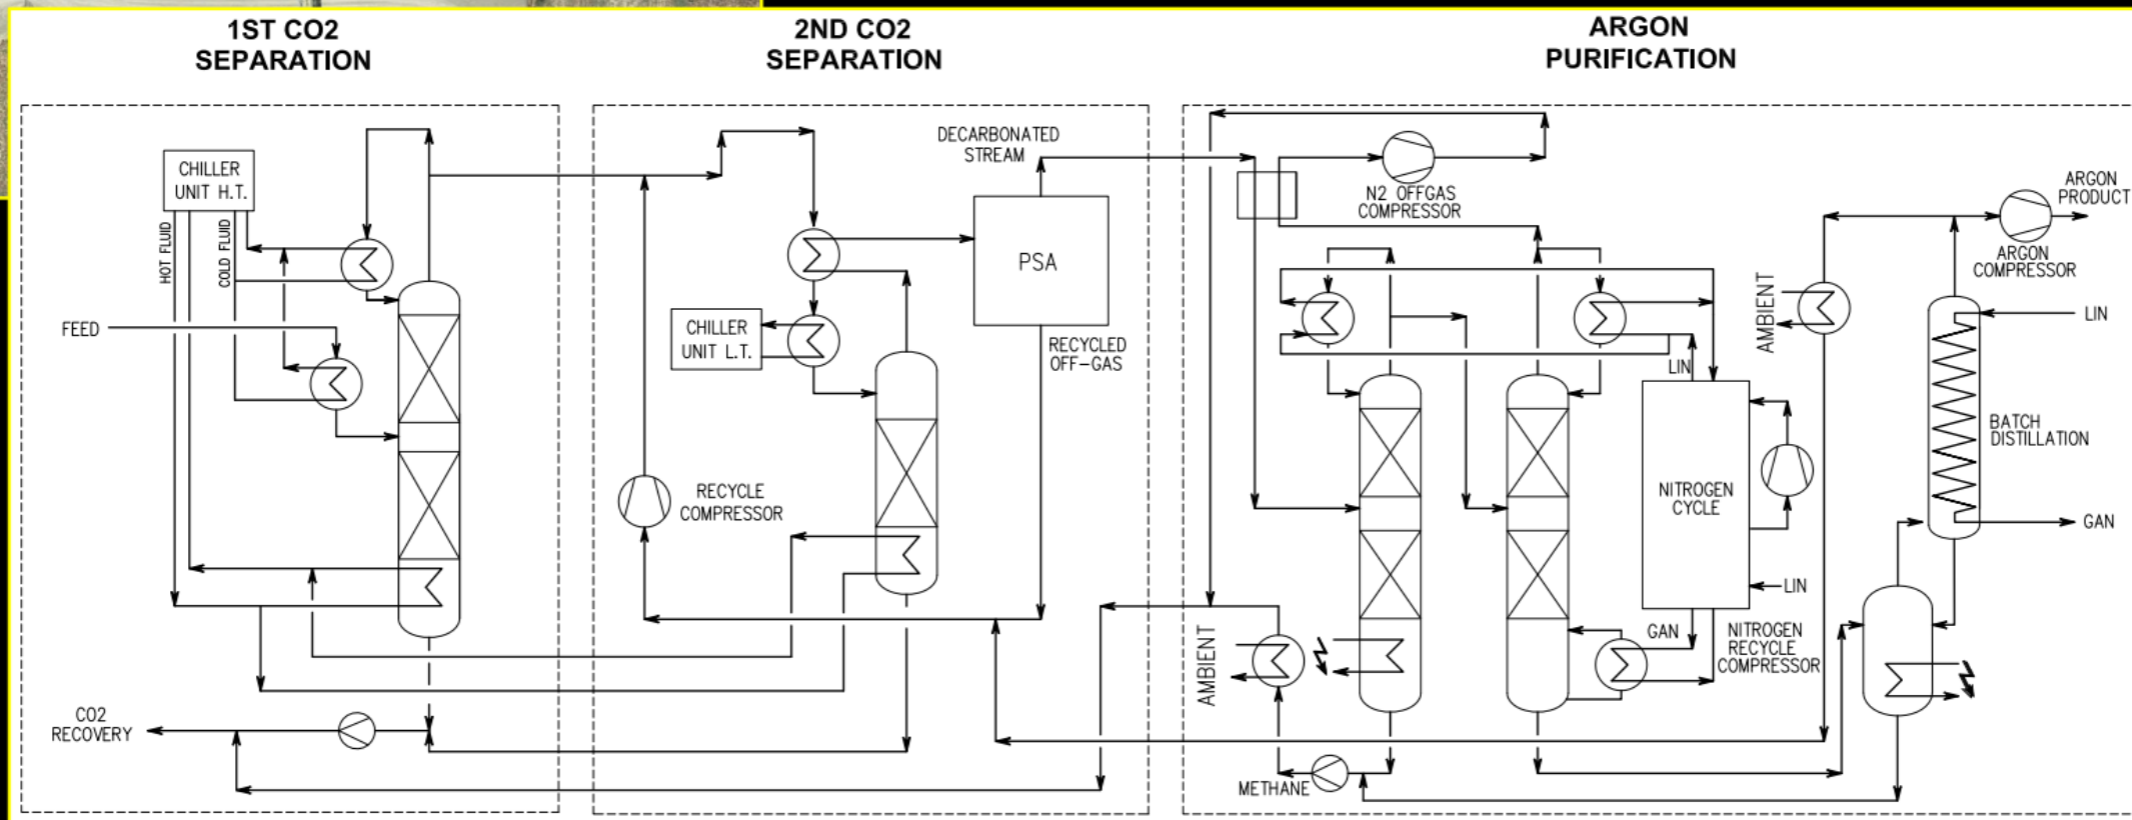 1ST CO2
SEPARATION
2ND CO2
SEPARATION
ARGON
PURIFICATION
CHILLER
UNIT H.T.
HOT FLUID
COLD FLUID
FEED
CO2
RECOVERY
DECARBONATED
STREAM
PSA
CHILLER
UNIT L.T.
RECYCLED
OFF-GAS
RECYCLE
COMPRESSOR
N2 OFFGAS
COMPRESSOR
LIN
NITROGEN
CYCLE
LIN
GAN
NITROGEN
RECYCLE
COMPRESSOR
AMBIENT
METHANE
AMBIENT
ARGON
PRODUCT
ARGON
COMPRESSOR
LIN
BATCH
DISTILLATION
GAN